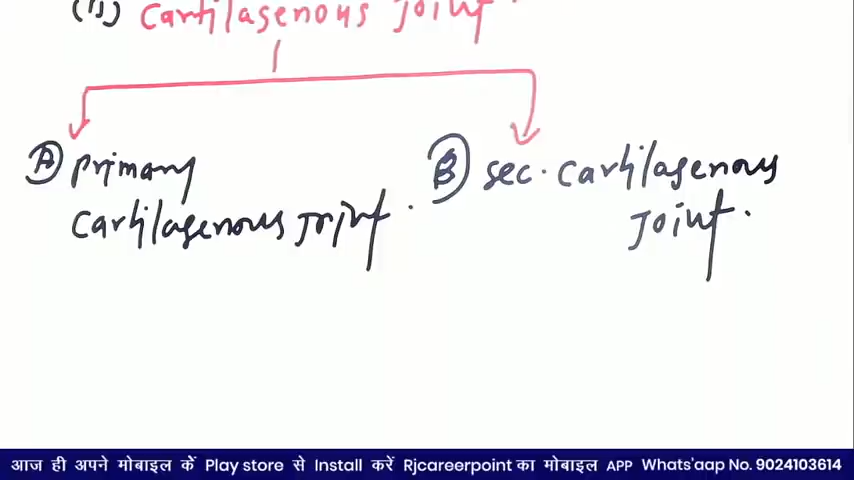 (ii) Cartilagenous Joint
(A) primary
cartilagenous Joint.
(B) sec. cartilagenous
Joint.
आज ही अपने मोबाइल कें Play store से Install करें Rjcareerpoint का मोबाइल APP Whats'aap No. 9024103614